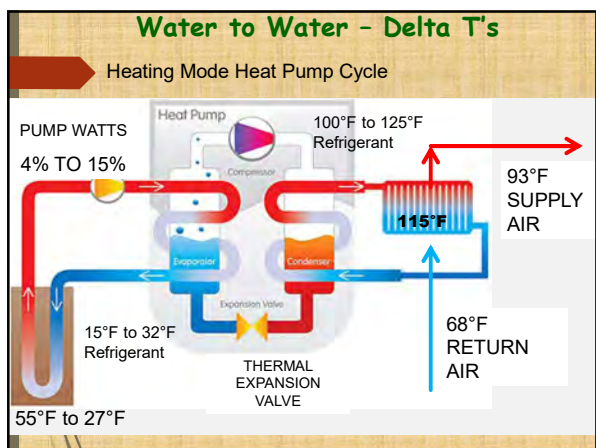 Water to Water – Delta T's
Heating Mode Heat Pump Cycle
PUMP WATTS
4% TO 15%
Heat Pump
100°F to 125°F
Refrigerant
Compressor
93°F
SUPPLY
AIR
115°F
Evaporator
Condenser
Expansion Valve
15°F to 32°F
Refrigerant
THERMAL
EXPANSION
VALVE
68°F
RETURN
AIR
55°F to 27°F